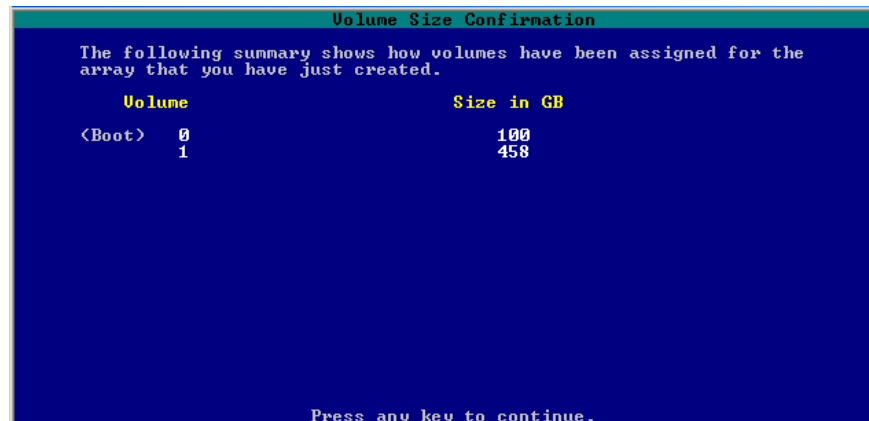 Volume Size Confirmation
The following summary shows how volumes have been assigned for the
array that you have just created.
Volume Size in GB
(Boot) 0 100
1 458
Press any key to continue.